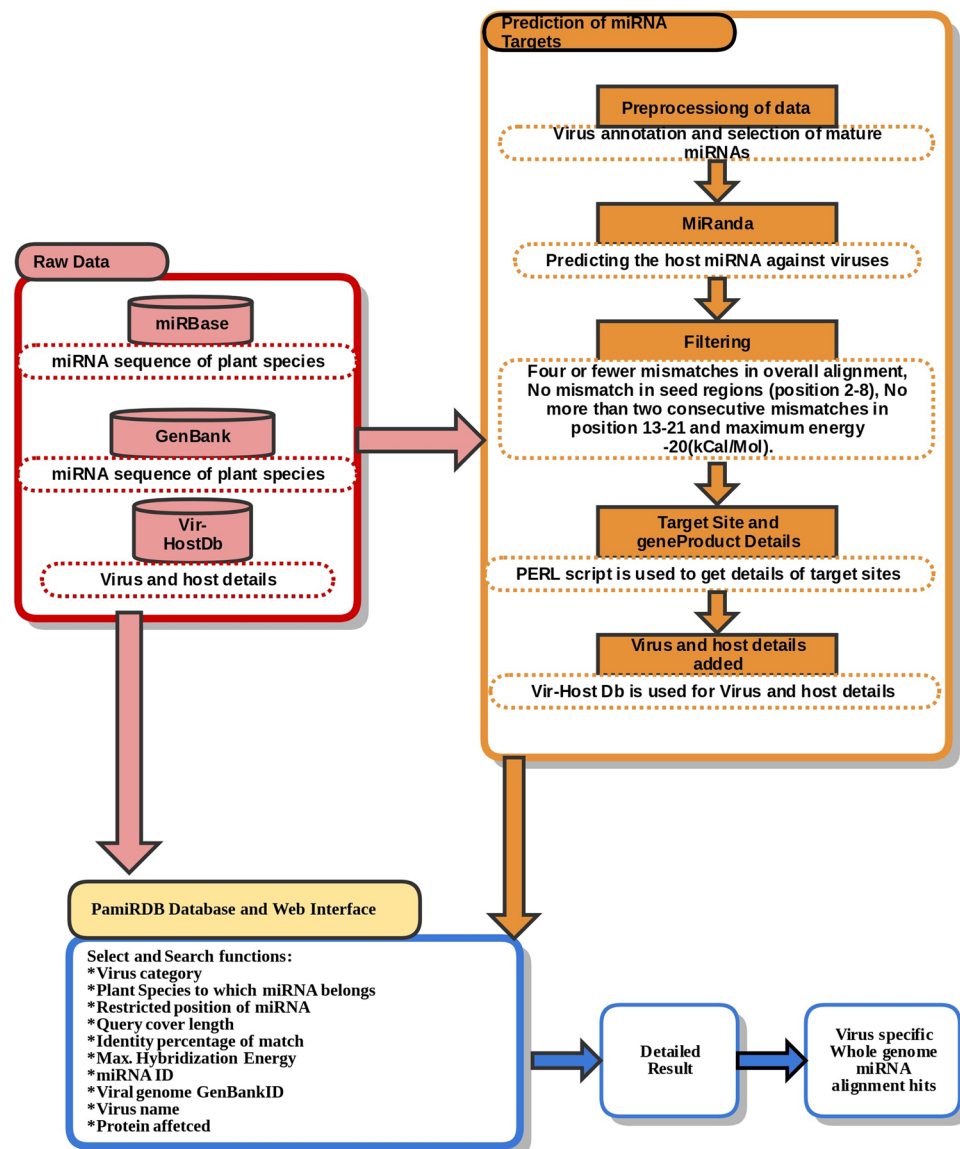 Prediction of miRNA
Targets
Preprocessiong of data
Virus annotation and selection of mature
miRNAs
MiRanda
Predicting the host miRNA against viruses
Filtering
Four or fewer mismatches in overall alignment,
No mismatch in seed regions (position 2-8), No
more than two consecutive mismatches in
position 13-21 and maximum energy
-20(kCal/Mol).
Target Site and
geneProduct Details
PERL script is used to get details of target sites
Virus and host details
added
Vir-Host Db is used for Virus and host details
Raw Data
miRBase
miRNA sequence of plant species
GenBank
miRNA sequence of plant species
Vir-
HostDb
Virus and host details
PamiRDB Database and Web Interface
Select and Search functions:
*Virus category
*Plant Species to which miRNA belongs
*Restricted position of miRNA
*Query cover length
*Identity percentage of match
*Max. Hybridization Energy
*miRNA ID
*Viral genome GenBankID
*Virus name
*Protein affetced
Detailed
Result
Virus specific
Whole genome
miRNA
alignment hits